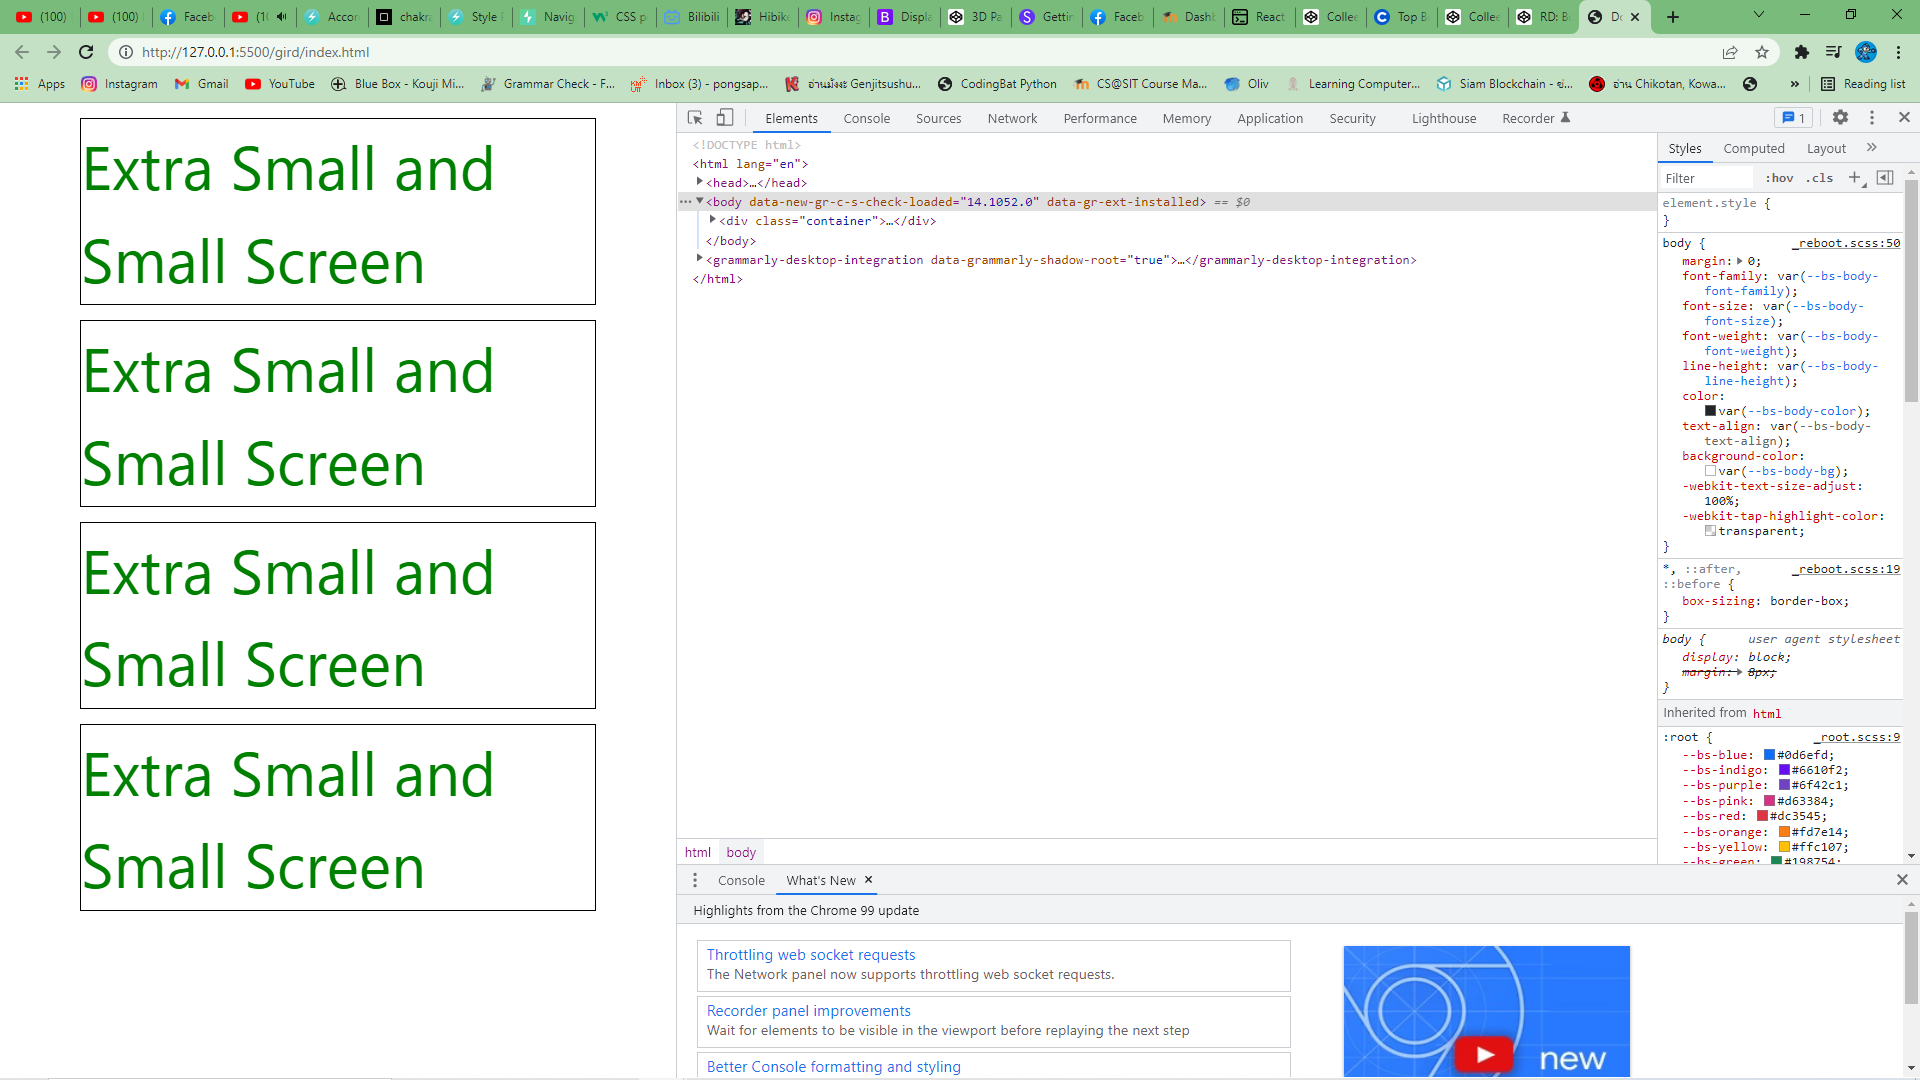 (100)
(100)
Faceb
(10
Accor
chakra
Style
Navig
CSS p
Bilibili
Hibike
Instag
Displa
3D Pa
Gettin
Faceb
Dashb
React
Collec
Top B
Collec
RD: Be
Do
http://127.0.0.1:5500/gird/index.html
Apps
Instagram
Gmail
YouTube
Blue Box - Kouji Mi...
Grammar Check - F...
Inbox (3) - pongsap...
อ่านมังงะ Genjitsushu...
CodingBat Python
CS@SIT Course Ma...
Oliv
Learning Computer...
Siam Blockchain - ข่...
อ่าน Chikotan, Kowa...
»
Reading list
Extra Small and
Small Screen
Extra Small and
Small Screen
Extra Small and
Small Screen
Extra Small and
Small Screen
Elements
Console
Sources
Network
Performance
Memory
Application
Security
Lighthouse
Recorder
1
<!DOCTYPE html>
<html lang="en">
<head>…</head>
<body data-new-gr-c-s-check-loaded="14.1052.0" data-gr-ext-installed> == $0
<div class="container">…</div>
</body>
<grammarly-desktop-integration data-grammarly-shadow-root="true">…</grammarly-desktop-integration>
</html>
html body
Styles Computed Layout »
Filter :hov .cls +
element.style {
}
body { _reboot.scss:50
margin: 0;
font-family: var(--bs-body-
font-family);
font-size: var(--bs-body-
font-size);
font-weight: var(--bs-body-
font-weight);
line-height: var(--bs-body-
line-height);
color:
var(--bs-body-color);
text-align: var(--bs-body-
text-align);
background-color:
var(--bs-body-bg);
-webkit-text-size-adjust:
100%;
-webkit-tap-highlight-color:
transparent;
}
*, ::after, _reboot.scss:19
::before {
box-sizing: border-box;
}
body { user agent stylesheet
display: block;
margin: 8px;
}
Inherited from html
:root { _root.scss:9
--bs-blue: #0d6efd;
--bs-indigo: #6610f2;
--bs-purple: #6f42c1;
--bs-pink: #d63384;
--bs-red: #dc3545;
--bs-orange: #fd7e14;
--bs-yellow: #ffc107;
--bs-green: #198754;
Console
What's New
Highlights from the Chrome 99 update
Throttling web socket requests
The Network panel now supports throttling web socket requests.
Recorder panel improvements
Wait for elements to be visible in the viewport before replaying the next step
Better Console formatting and styling
new